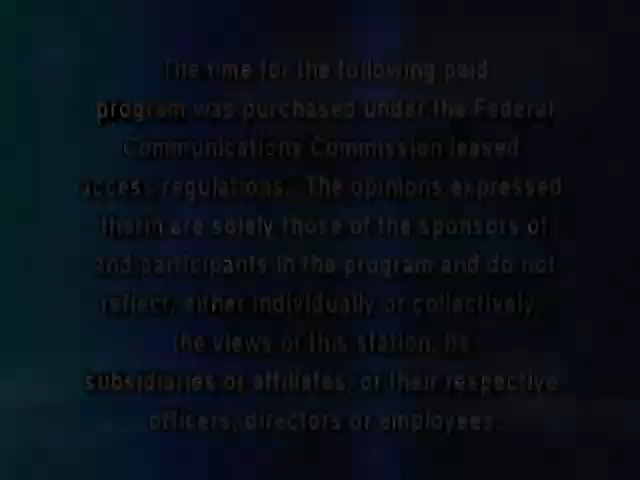 The time for the following paid
program was purchased under the Federal
Communications Commission leased
access regulations. The opinions expressed
therin are solely those of the sponsors of
and participants in the program and do not
reflect, either individually or collectively,
the views of this station, its
subsidiaries or affiliates, or their respective
officers, directors or employees.